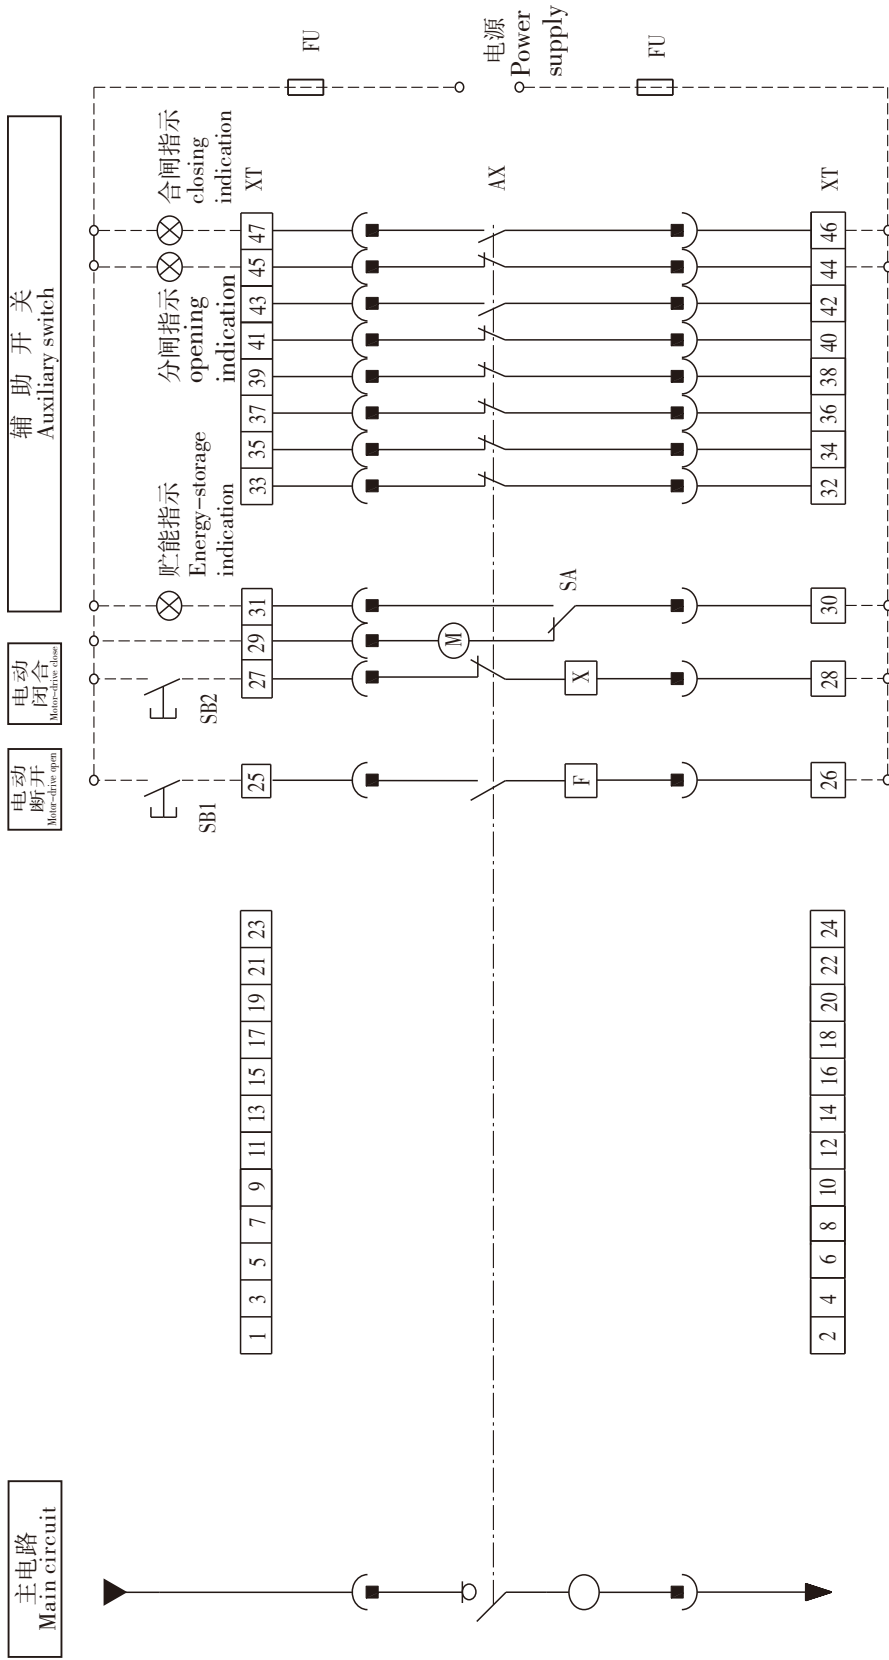 主电路
Main circuit
电动
断开
Motor-drive open
电动
闭合
Motor-drive close
辅 助 开 关
Auxiliary switch
SB1
SB2
贮能指示
Energy-storage
indication
分闸指示
opening
indication
合闸指示
closing
indication
1 3 5 7 9 11 13 15 17 19 21 23
25
27 29 31
33 35 37 39 41 43 45 47
XT
FU
M
AX
电源
Power
supply
SA
F
X
FU
2 4 6 8 10 12 14 16 18 20 22 24
26
28
30
32 34 36 38 40 42 44 46
XT